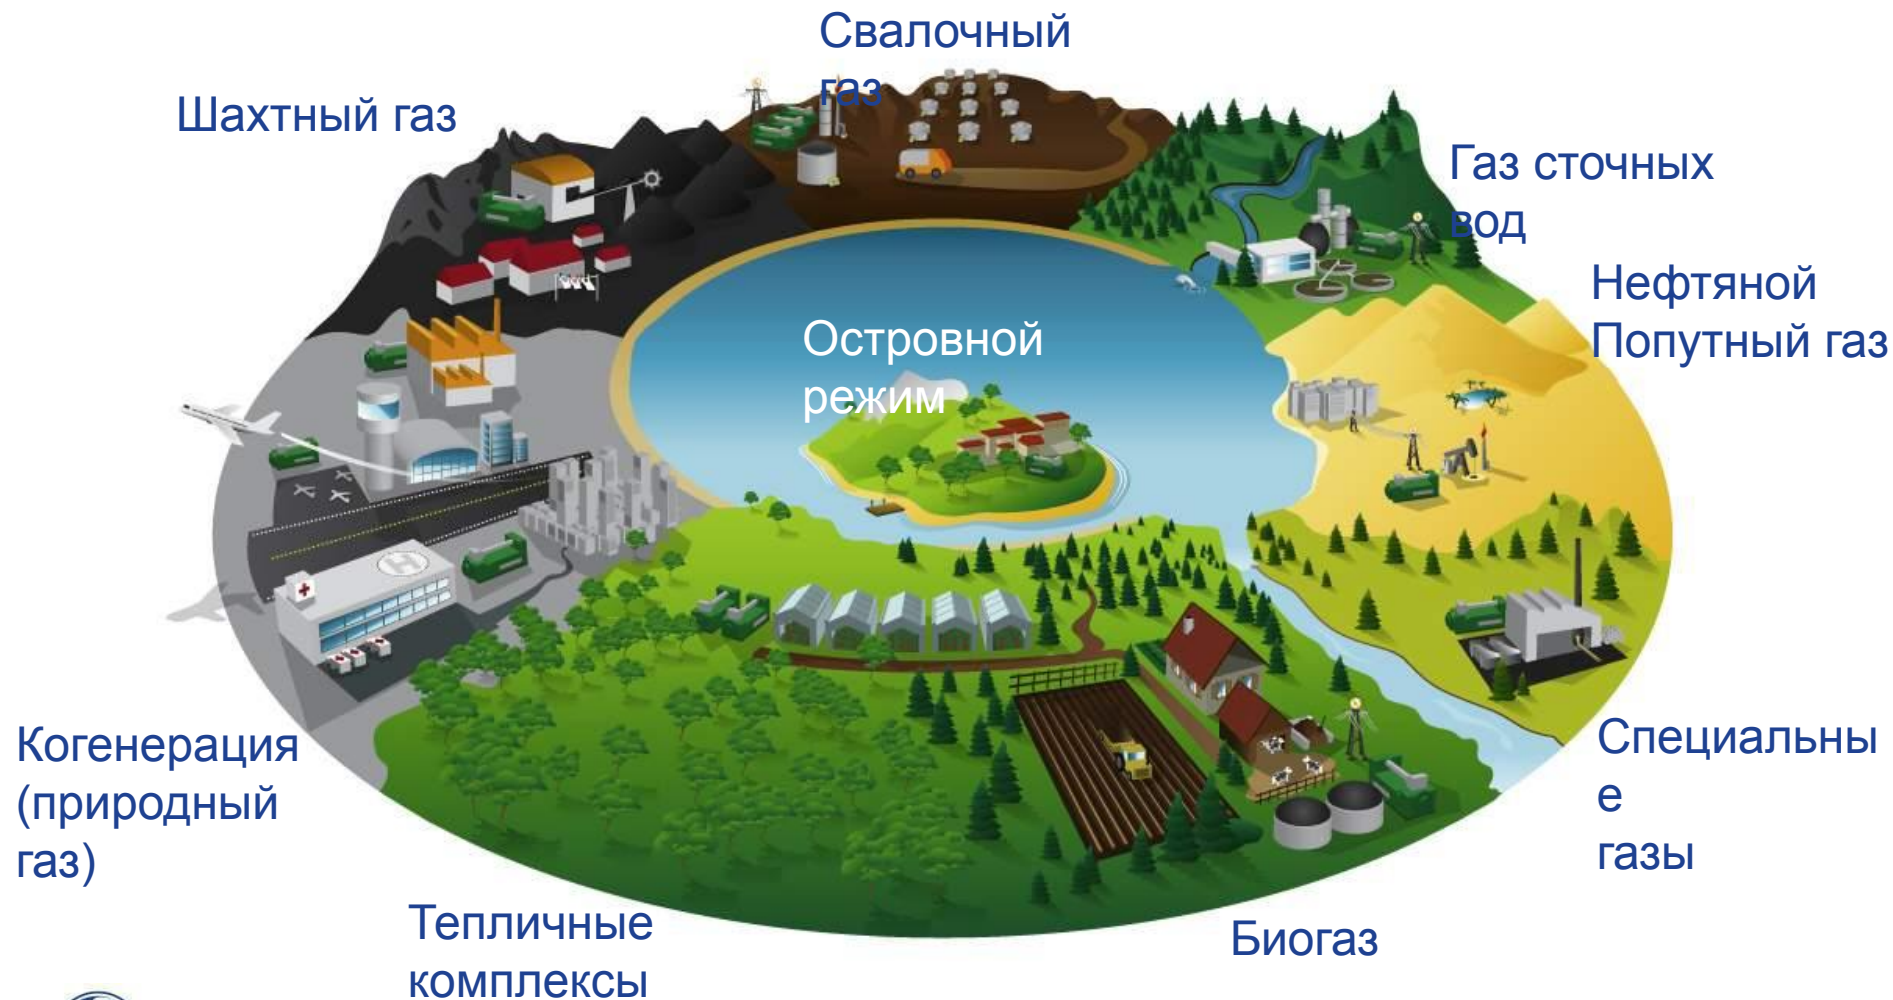 Свалочный
газ
Шахтный газ
Газ сточных
вод
Нефтяной
Попутный газ
Островной
режим
Когенерация
(природный
газ)
Специальны
е
газы
Тепличные
комплексы
Биогаз
H